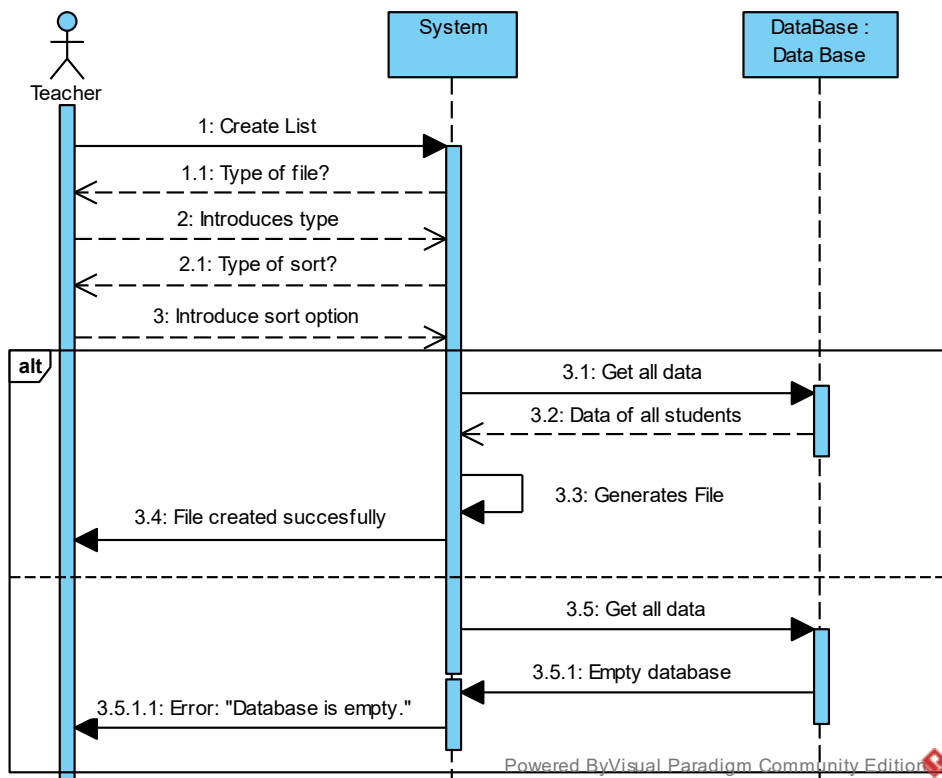 System
DataBase :
Data Base
Teacher
1: Create List
1.1: Type of file?
2: Introduces type
2.1: Type of sort?
3: Introduce sort option
alt
3.1: Get all data
3.2: Data of all students
3.3: Generates File
3.4: File created succesfully
3.5: Get all data
3.5.1: Empty database
3.5.1.1: Error: "Database is empty."
Powered ByVisual Paradigm Community Edition